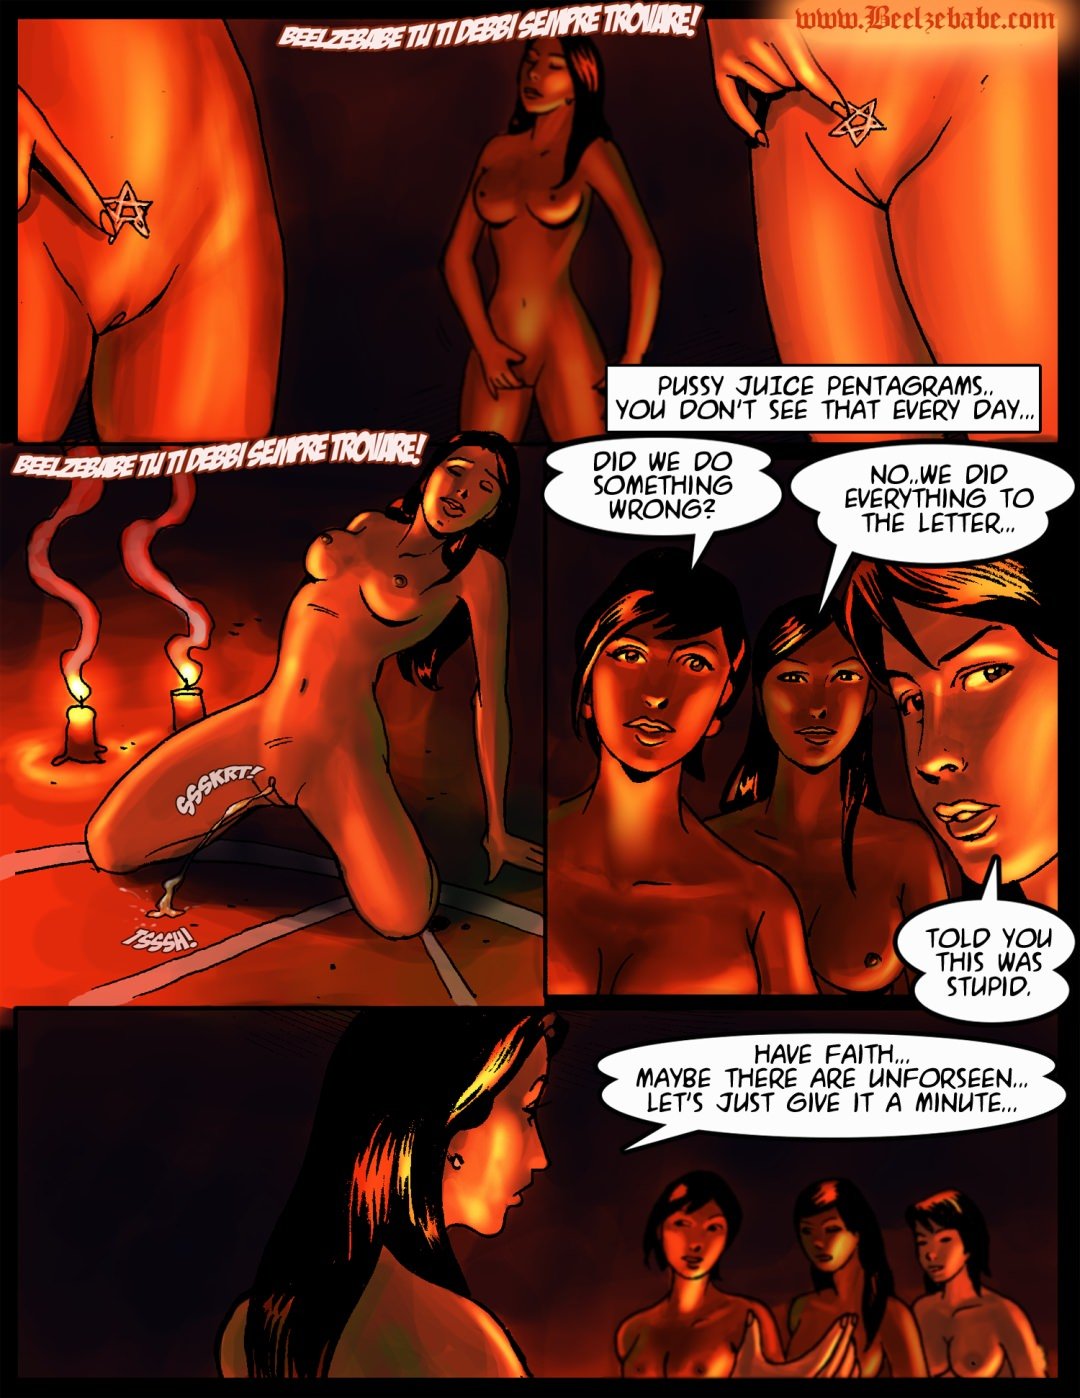 www.Beelzebabe.com
BEELZEBABE TU TI DEBBI SEMPRE TROVARE!
PUSSY JUICE PENTAGRAMS..
YOU DON'T SEE THAT EVERY DAY...
BEELZEBABE TU TI DEBBI SEMPRE TROVARE!
SSSKRT!
TSSSH!
DID WE DO
SOMETHING
WRONG?
NO..WE DID
EVERYTHING TO
THE LETTER...
TOLD YOU
THIS WAS
STUPID.
HAVE FAITH...
MAYBE THERE ARE UNFORSEEN...
LET'S JUST GIVE IT A MINUTE...